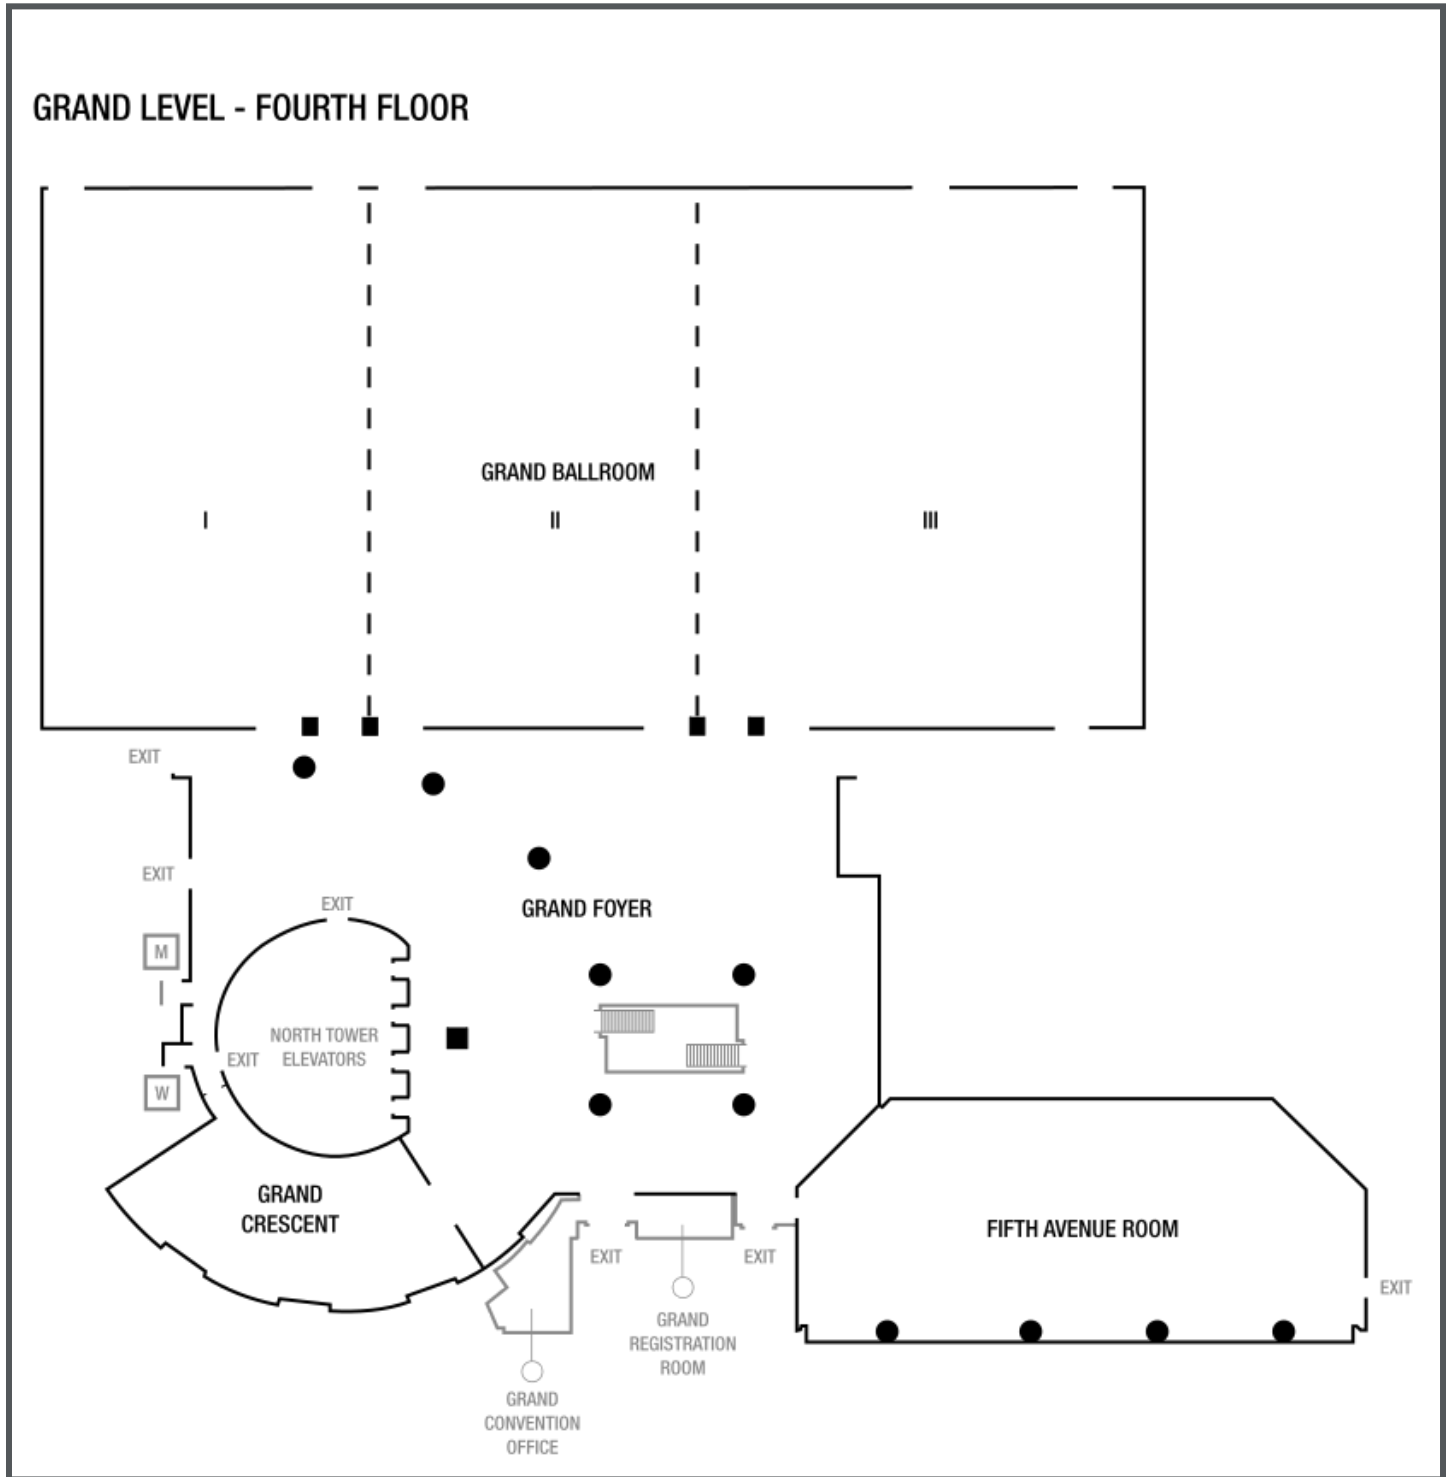 GRAND LEVEL - FOURTH FLOOR
GRAND BALLROOM
I
II
III
EXIT
EXIT
EXIT
GRAND FOYER
M
NORTH TOWER
ELEVATORS
EXIT
W
GRAND
CRESCENT
FIFTH AVENUE ROOM
EXIT
EXIT
EXIT
GRAND
REGISTRATION
ROOM
GRAND
CONVENTION
OFFICE